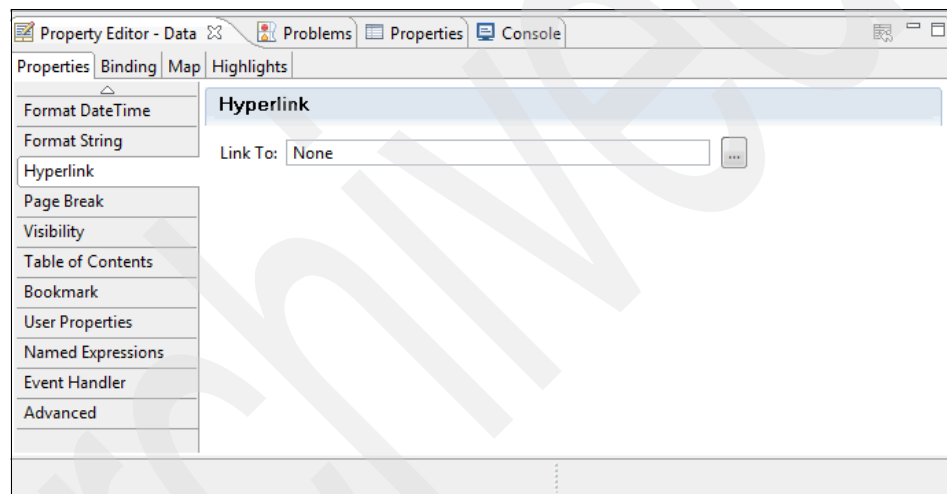 Property Editor - Data Problems Properties Console
Properties Binding Map Highlights
Format DateTime
Format String
Hyperlink
Page Break
Visibility
Table of Contents
Bookmark
User Properties
Named Expressions
Event Handler
Advanced
Hyperlink
Link To: None ...